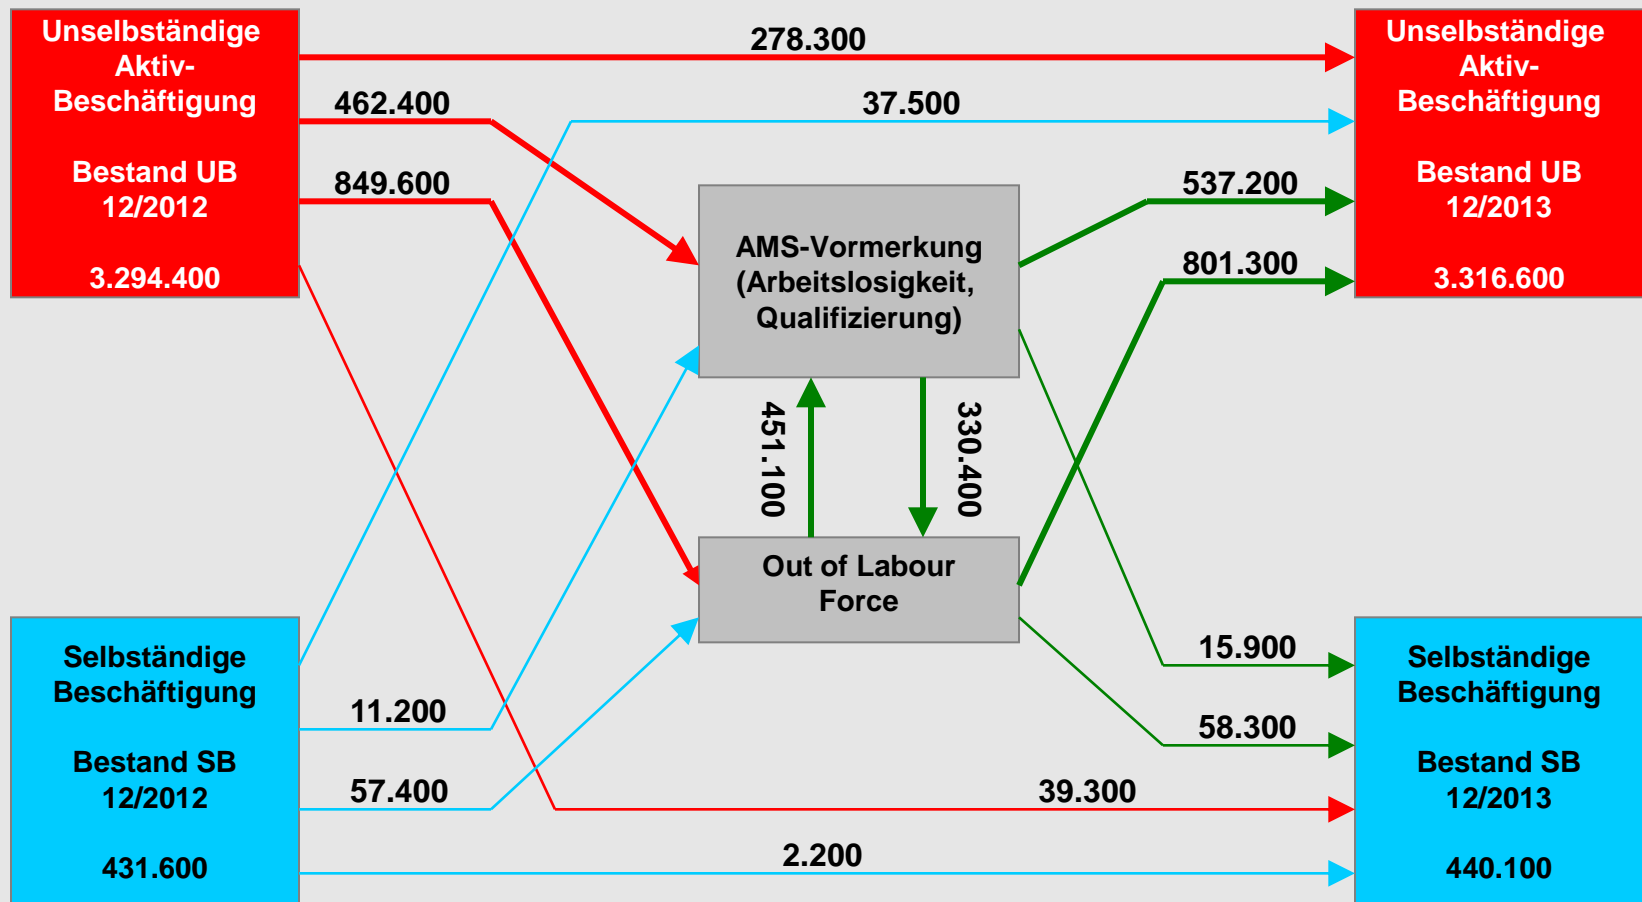 Unselbständige
Aktiv-
Beschäftigung
Bestand UB
12/2012
3.294.400
278.300
462.400
37.500
849.600
Unselbständige
Aktiv-
Beschäftigung
Bestand UB
12/2013
3.316.600
537.200
801.300
AMS-Vormerkung
(Arbeitslosigkeit,
Qualifizierung)
451.100
330.400
Out of Labour
Force
Selbständige
Beschäftigung
Bestand SB
12/2012
431.600
11.200
57.400
15.900
58.300
39.300
2.200
Selbständige
Beschäftigung
Bestand SB
12/2013
440.100